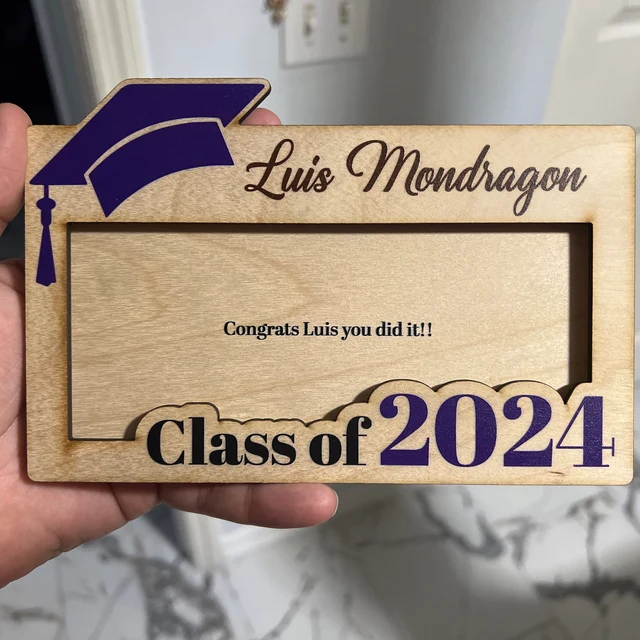 Luis Mondragon
Congrats Luis you did it!!
Class of 2024